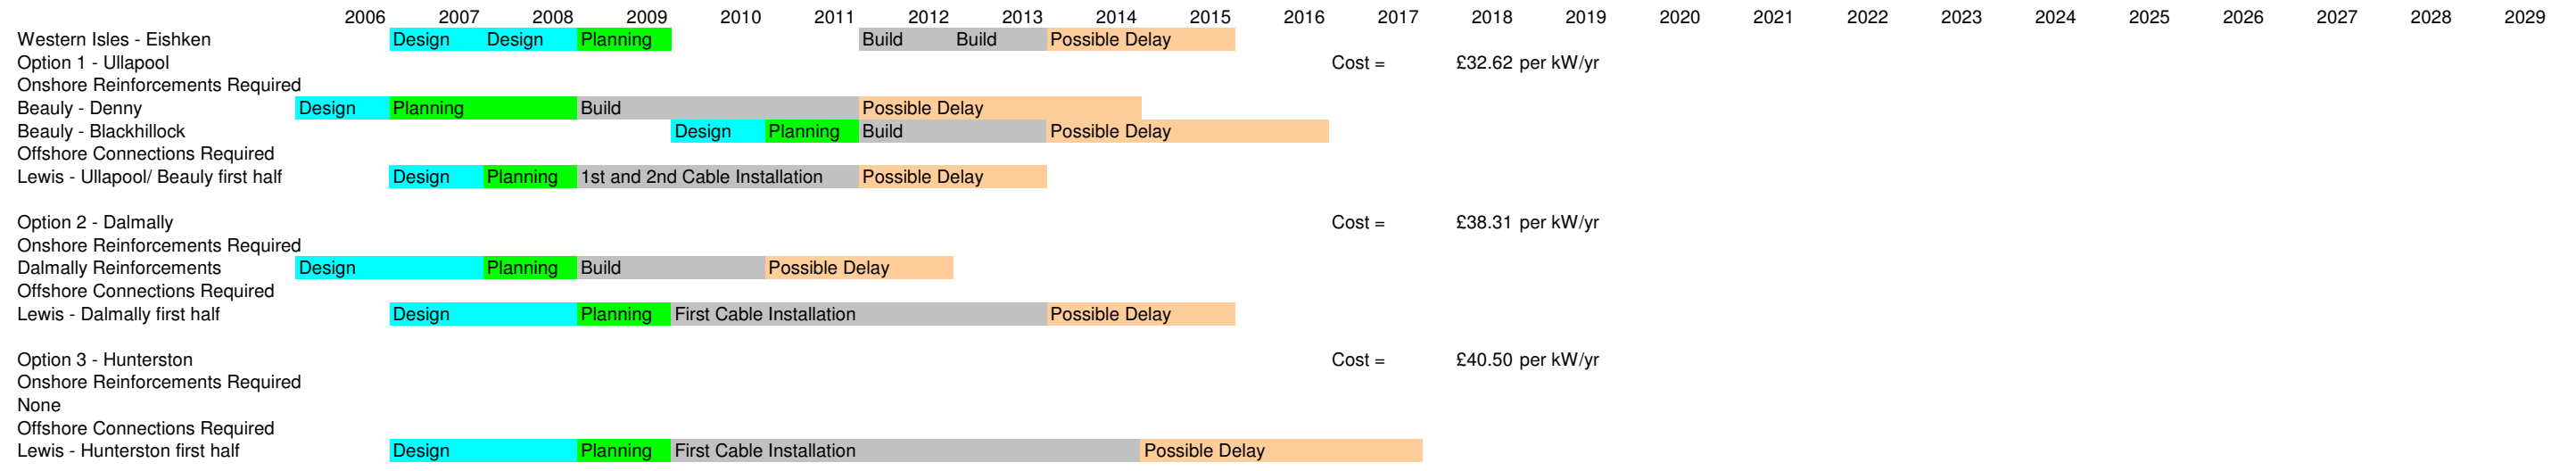 2006 2007 2008 2009 2010 2011 2012 2013 2014 2015 2016 2017 2018 2019 2020 2021 2022 2023 2024 2025 2026 2027 2028 2029
Western Isles - Eishken Design Design Planning Build Build Possible Delay
Option 1 - Ullapool Cost = £32.62 per kW/yr
Onshore Reinforcements Required
Beauly - Denny Design Planning Build Possible Delay
Beauly - Blackhillock Design Planning Build Possible Delay
Offshore Connections Required
Lewis - Ullapool/ Beauly first half Design Planning 1st and 2nd Cable Installation Possible Delay
Option 2 - Dalmally Cost = £38.31 per kW/yr
Onshore Reinforcements Required
Dalmally Reinforcements Design Planning Build Possible Delay
Offshore Connections Required
Lewis - Dalmally first half Design Planning First Cable Installation Possible Delay
Option 3 - Hunterston Cost = £40.50 per kW/yr
Onshore Reinforcements Required
None
Offshore Connections Required
Lewis - Hunterston first half Design Planning First Cable Installation Possible Delay